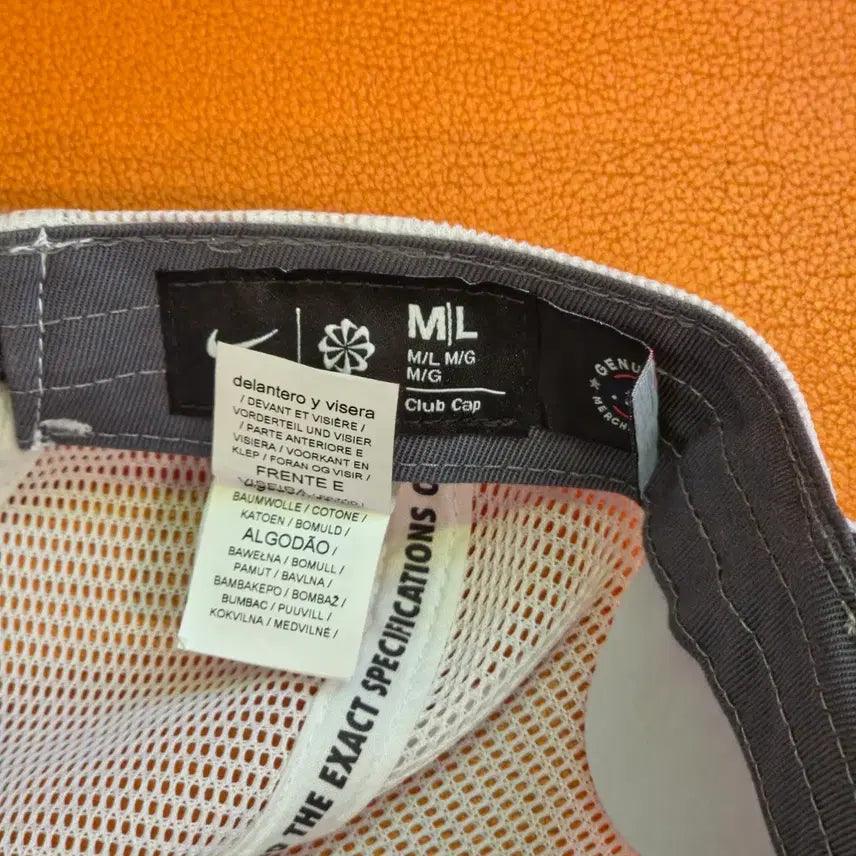 M|L
M/L M/G
M/G
Club Cap
delantero y visera
/ DEVANT ET VISIÈRE /
VORDERTEIL UND VISIER
/ PARTE ANTERIORE E
VISIERA / VOORKANT EN
KLEP / FORAN OG VISIR /
FRENTE E
BAUMWOLLE / COTONE /
KATOEN / BOMULD /
ALGODÃO /
BAWEŁNA / BOMULL /
PAMUT / BAVLNA /
BAMBAKEPO / BOMBAŽ /
BUMBAC / PUUVILL /
KOKVILNA / MEDVILNĖ /
THE EXACT SPECIFICATIONS